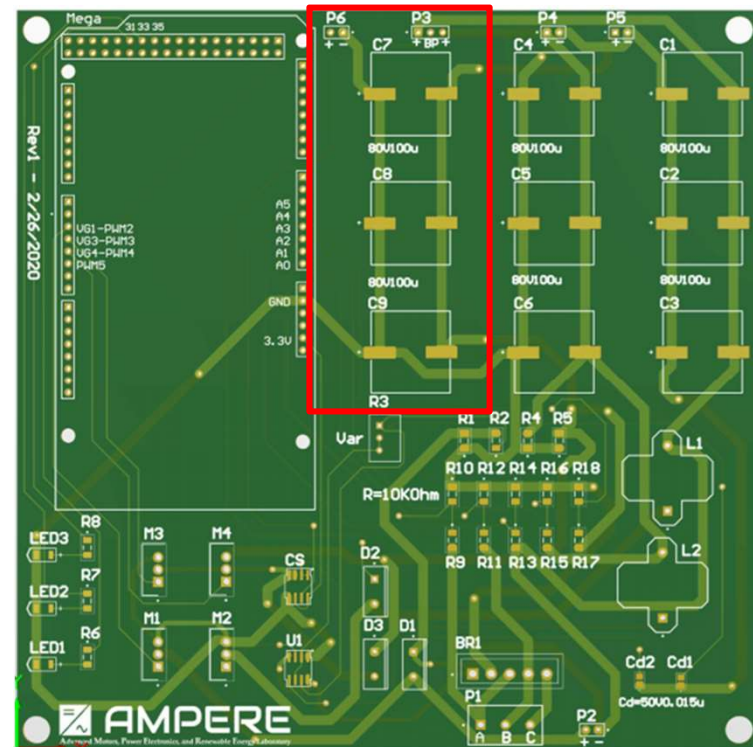 Mega
31 33 35
P6
+ -
P3
+ BP +
P4
+ -
P5
+ -
C7
C4
C1
80V100u
80V100u
80V100u
Rev1 - 2/26/2020
C8
C5
C2
A5
A4
A3
A2
A1
A0
VG1-PWM2
VG3-PWM3
VG4-PWM4
PWM5
80V100u
80V100u
80V100u
GND
3.3V
C9
C6
C3
R3
Var
R1 R2 R4 R5
L1
R10 R12 R14 R16 R18
R=10KOhm
R9 R11 R13 R15 R17
L2
LED3
R8
M3
M4
CS
D2
LED2
R7
LED1
R6
M1
M2
U1
D3
D1
BR1
Cd2 Cd1
Cd=50V0.015u
P1
A B C
P2
+ -
AMPERE
Advanced Motors, Power Electronics, and Renewable Energy Laboratory
Y